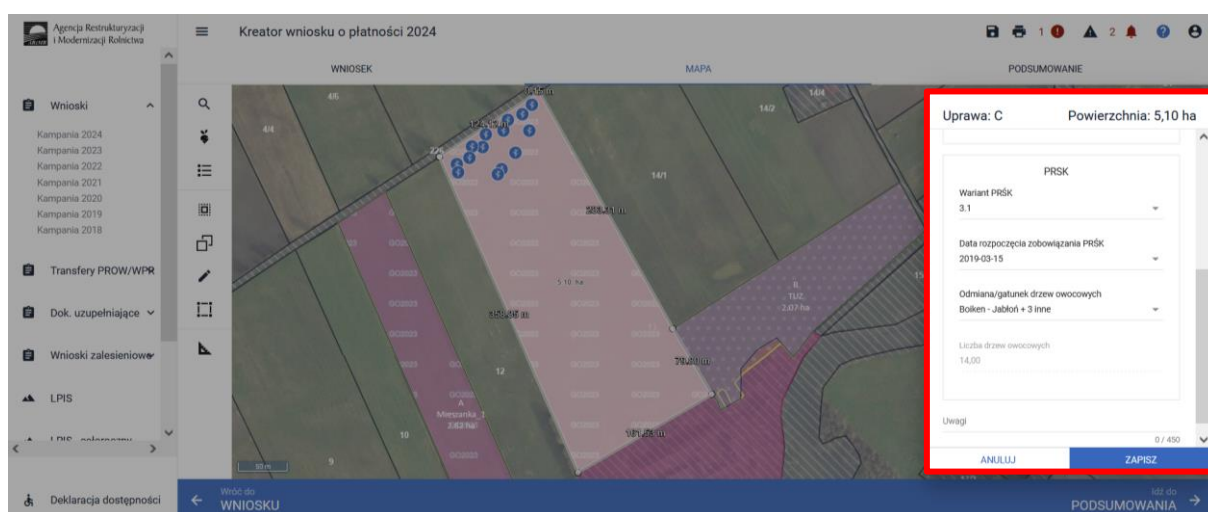 Agencja Restrukturyzacji
i Modernizacji Rolnictwa
Kreator wniosku o płatności 2024
1
2
WNIOSEK
MAPA
PODSUMOWANIE
Wnioski
Kampania 2024
Kampania 2023
Kampania 2022
Kampania 2021
Kampania 2020
Kampania 2019
Kampania 2018
Transfery PROW/WPR
Dok. uzupełniające
Wnioski zalesieniowe
LPIS
Deklaracja dostępności
4/6
4/4
14/2
14/4
14/1
5.10 ha
B
TUZ
2.07 ha
12
A
Mieszanka_1
10
9
50 m
Uprawa: C
Powierzchnia: 5,10 ha
PRSK
Wariant PRŚK
3.1
Data rozpoczęcia zobowiązania PRŚK
2019-03-15
Odmiana/gatunek drzew owocowych
Boiken - Jabłoń + 3 inne
Liczba drzew owocowych
14,00
Uwagi
0 / 450
ANULUJ
ZAPISZ
Wróć do
WNIOSKU
Idź do
PODSUMOWANIA